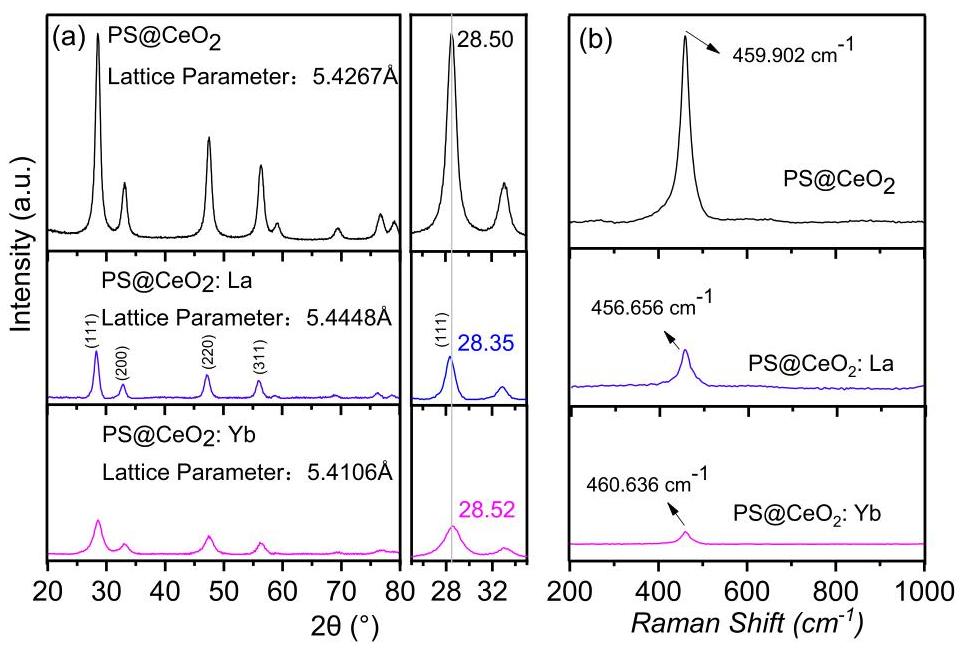 (a)
PS@CeO2
Lattice Parameter: 5.4267Å
28.50
(b)
459.902 cm-1
PS@CeO2
Intensity (a.u.)
PS@CeO2: La
Lattice Parameter: 5.4448Å
(111)
(200)
(220)
(311)
(111)
28.35
456.656 cm-1
PS@CeO2: La
PS@CeO2: Yb
Lattice Parameter: 5.4106Å
28.52
460.636 cm-1
PS@CeO2: Yb
20 30 40 50 60 70 80
28 32
200 400 600 800 1000
2θ (°)
Raman Shift (cm-1)